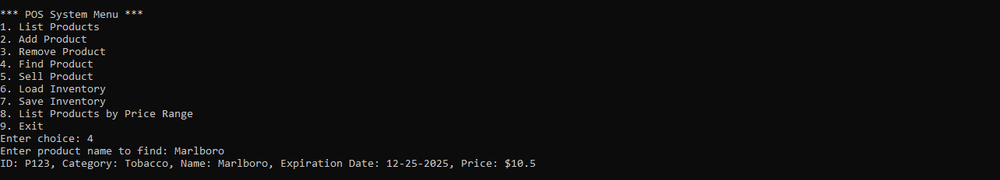 *** POS System Menu ***
1. List Products
2. Add Product
3. Remove Product
4. Find Product
5. Sell Product
6. Load Inventory
7. Save Inventory
8. List Products by Price Range
9. Exit
Enter choice: 4
Enter product name to find: Marlboro
ID: P123, Category: Tobacco, Name: Marlboro, Expiration Date: 12-25-2025, Price: $10.5